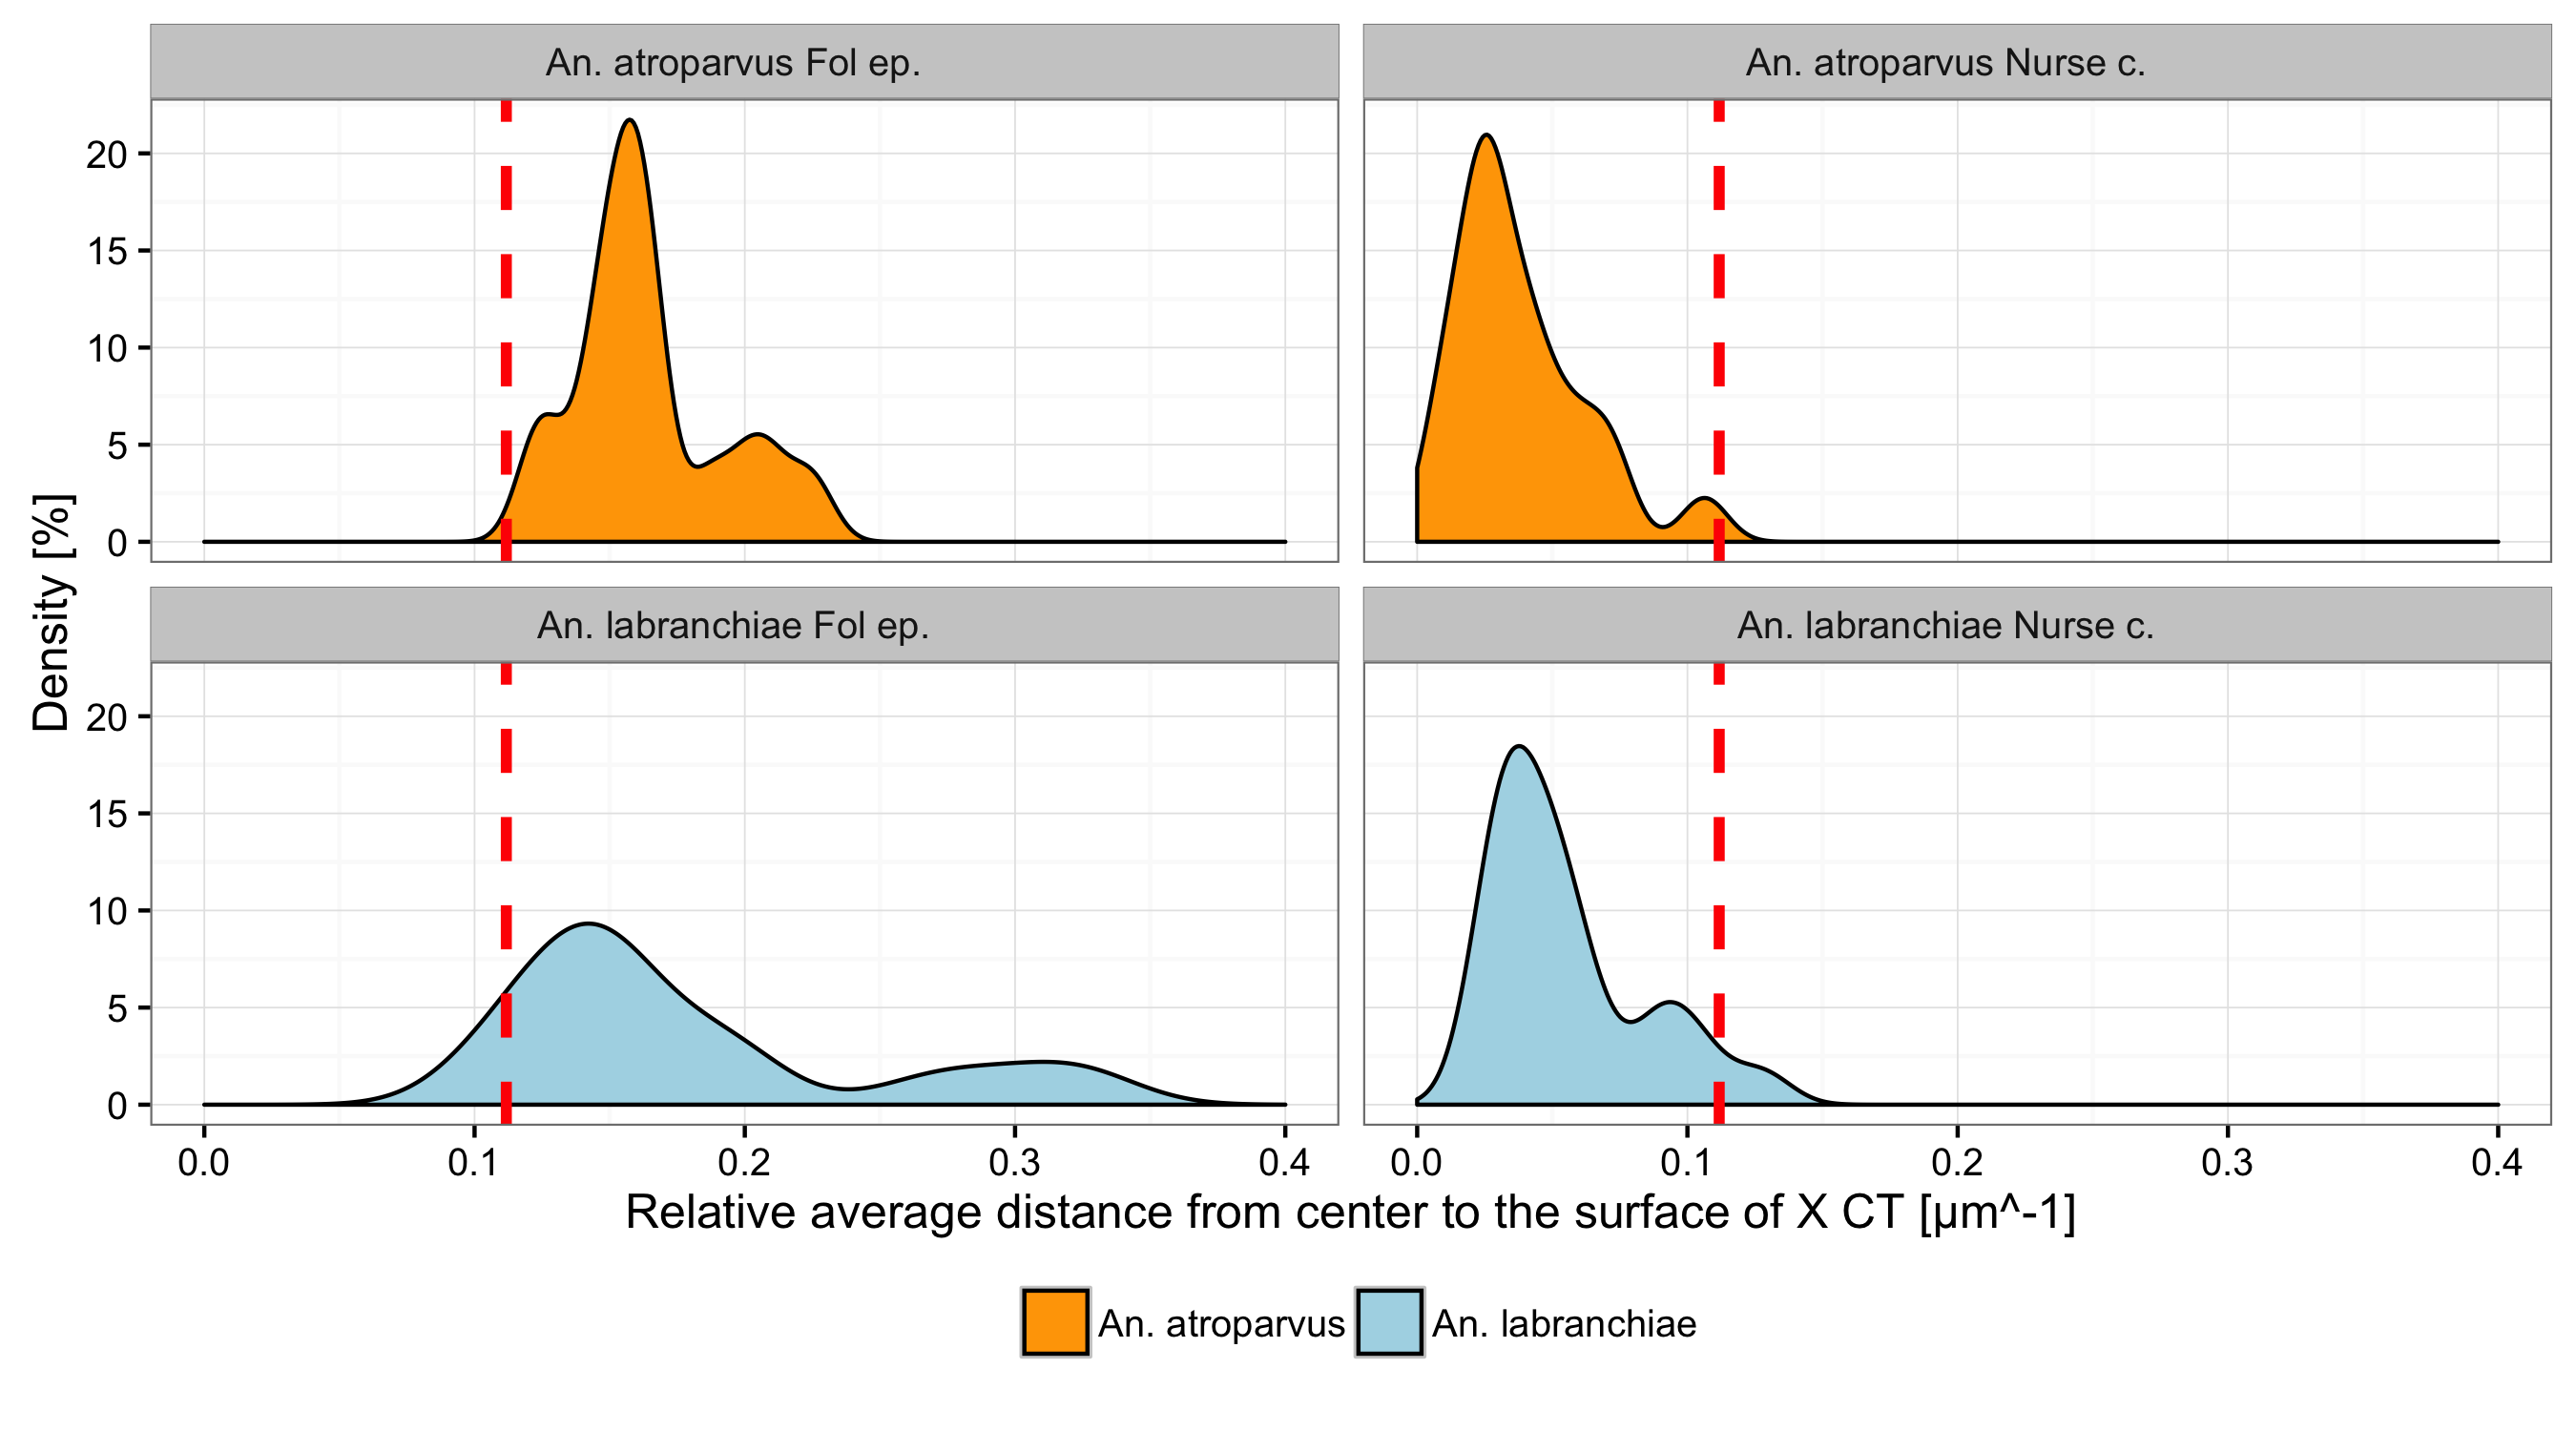 An. atroparvus Fol ep.
An. atroparvus Nurse c.
20
15
10
5
0
Density [%]
An. labranchiae Fol ep.
An. labranchiae Nurse c.
20
15
10
5
0
0.0 0.1 0.2 0.3 0.4
0.0 0.1 0.2 0.3 0.4
Relative average distance from center to the surface of X CT [µm^-1]
An. atroparvus
An. labranchiae